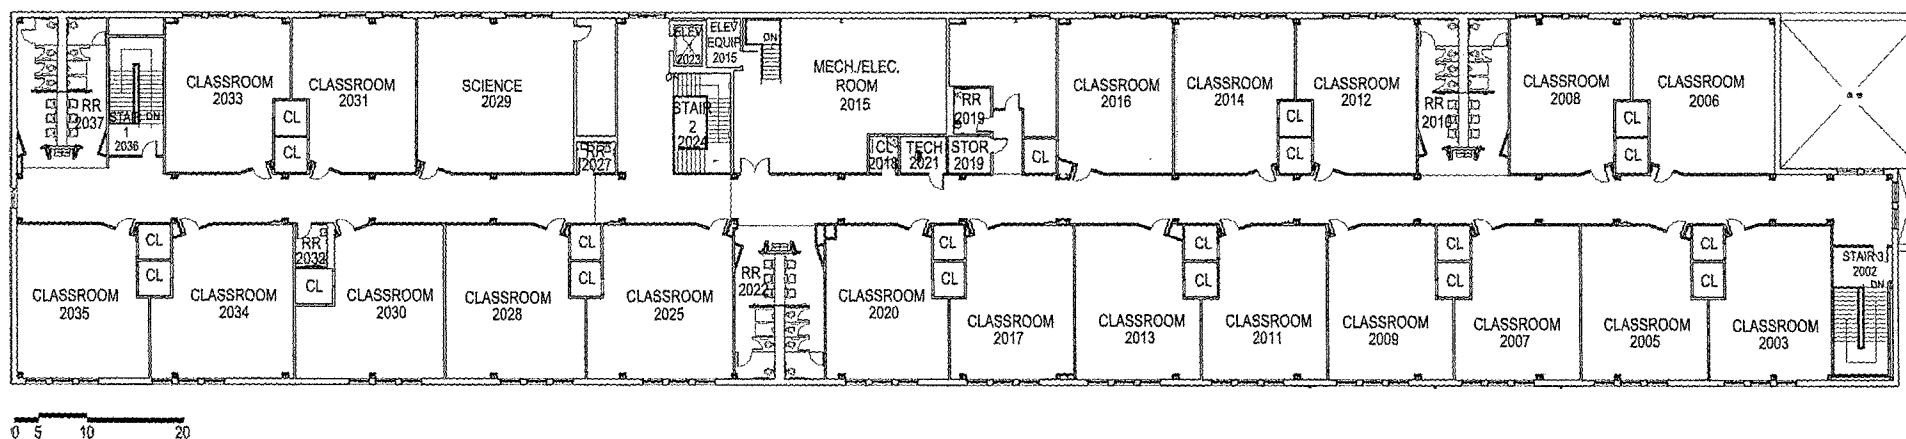 ELEV
2023
ELEV
EQUIP
2015
DN
CLASSROOM
2033
CLASSROOM
2031
SCIENCE
2029
MECH./ELEC.
ROOM
2015
CLASSROOM
2016
CLASSROOM
2014
CLASSROOM
2012
CLASSROOM
2008
CLASSROOM
2006
RR
2037
STAIR
1
2036
DN
CL
CL
STAIR
2
2024
RR
2027
CL
2018
TECH
2021
RR
2019
STOR
2019
CL
CL
CL
RR
2010
CL
CL
CL
CL
RR
2032
CL
CL
CL
RR
2022
CL
CL
CL
CL
CL
CL
CL
CL
STAIR 3
2002
DN
CLASSROOM
2035
CLASSROOM
2034
CLASSROOM
2030
CLASSROOM
2028
CLASSROOM
2025
CLASSROOM
2020
CLASSROOM
2017
CLASSROOM
2013
CLASSROOM
2011
CLASSROOM
2009
CLASSROOM
2007
CLASSROOM
2005
CLASSROOM
2003
0 5 10 20